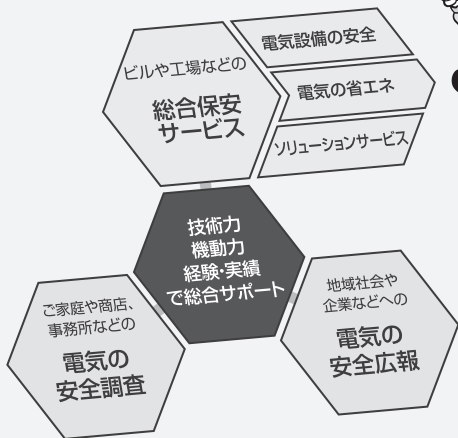 ビルや工場などの
総合保安
サービス
電気設備の安全
電気の省エネ
ソリューションサービス
技術力
機動力
経験・実績
で総合サポート
ご家庭や商店、
事務所などの
電気の
安全調査
地域社会や
企業などへの
電気の
安全広報